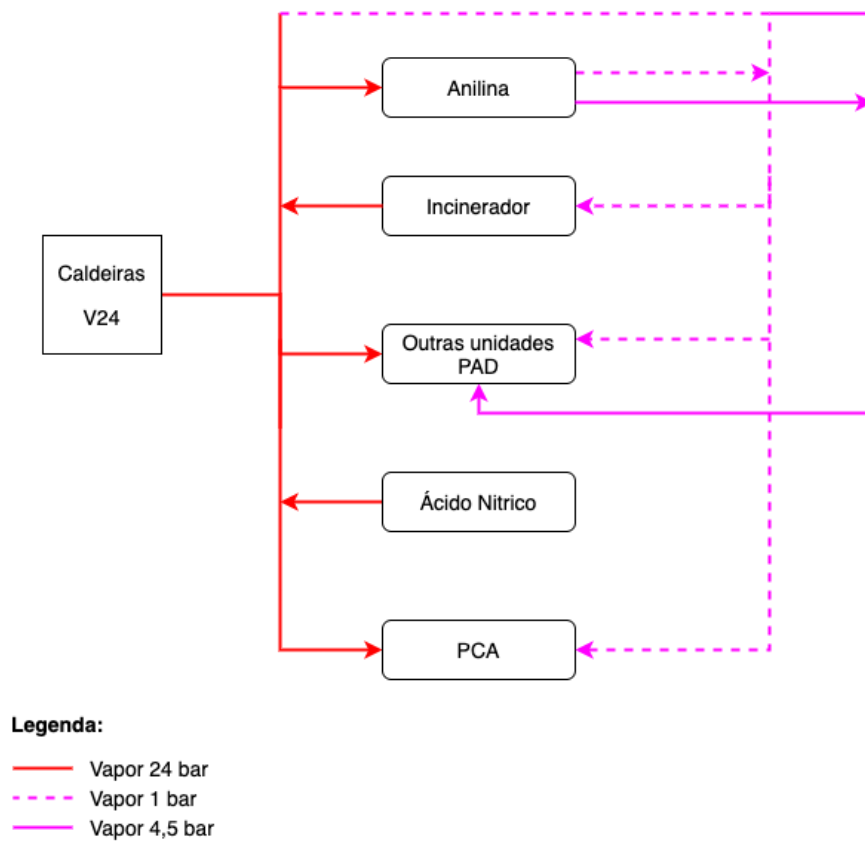 Anilina
Incinerador
Caldeiras
V24
Outras unidades
PAD
Ácido Nitrico
PCA
Legenda:
Vapor 24 bar
Vapor 1 bar
Vapor 4,5 bar